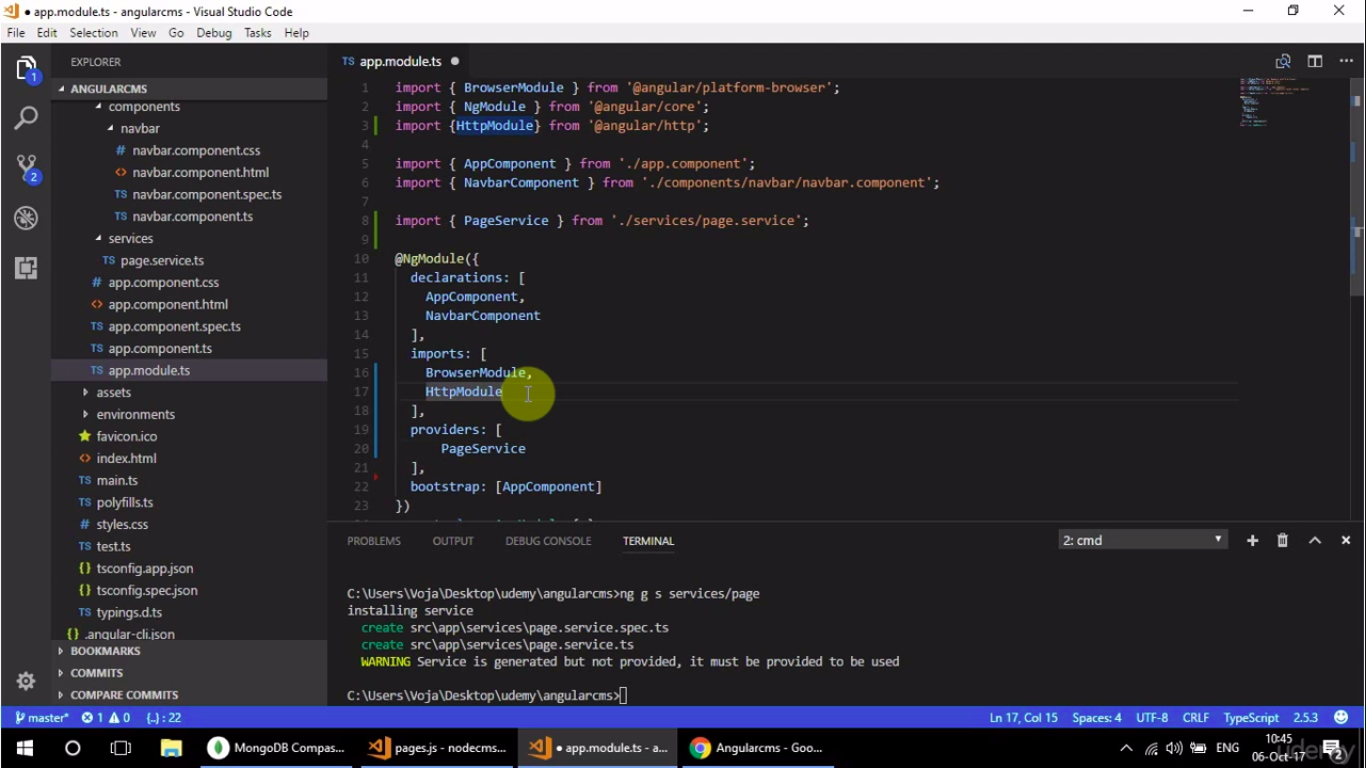 ● app.module.ts - angularcms - Visual Studio Code
File Edit Selection View Go Debug Tasks Help
EXPLORER
1
ANGULARCMS
components
navbar
# navbar.component.css
<> navbar.component.html
TS navbar.component.spec.ts
TS navbar.component.ts
2
services
TS page.service.ts
# app.component.css
<> app.component.html
TS app.component.spec.ts
TS app.component.ts
TS app.module.ts
assets
environments
favicon.ico
<> index.html
TS main.ts
TS polyfills.ts
# styles.css
TS test.ts
{} tsconfig.app.json
{} tsconfig.spec.json
TS typings.d.ts
{} .angular-cli.json
BOOKMARKS
COMMITS
COMPARE COMMITS
TS app.module.ts ●
1 import { BrowserModule } from '@angular/platform-browser';
2 import { NgModule } from '@angular/core';
3 import {HttpModule} from '@angular/http';
4
5 import { AppComponent } from './app.component';
6 import { NavbarComponent } from './components/navbar/navbar.component';
7
8 import { PageService } from './services/page.service';
9
10 @NgModule({
11 declarations: [
12 AppComponent,
13 NavbarComponent
14 ],
15 imports: [
16 BrowserModule,
17 HttpModule
18 ],
19 providers: [
20 PageService
21 ],
22 bootstrap: [AppComponent]
23 })
PROBLEMS OUTPUT DEBUG CONSOLE TERMINAL 2: cmd
C:\Users\Voja\Desktop\udemy\angularcms>ng g s services/page
installing service
create src\app\services\page.service.spec.ts
create src\app\services\page.service.ts
WARNING Service is generated but not provided, it must be provided to be used
C:\Users\Voja\Desktop\udemy\angularcms>
master* 1 0 {..} : 22 Ln 17, Col 15 Spaces: 4 UTF-8 CRLF TypeScript 2.5.3
MongoDB Compas... pages.js - nodecms... ● app.module.ts - a... Angularcms - Goo... ENG
10:45
06-Oct-17
2
udemy